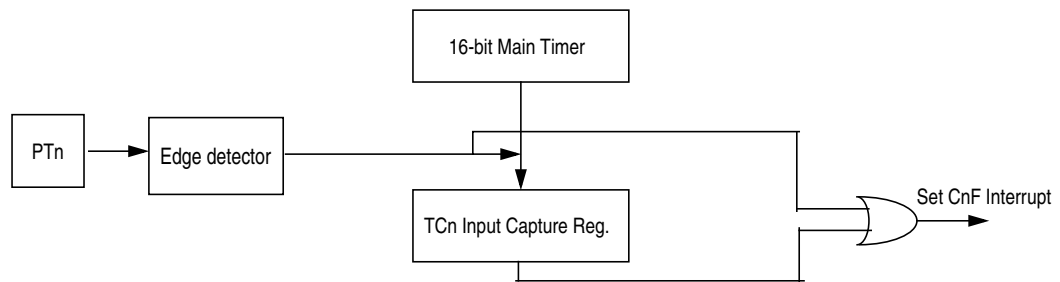 16-bit Main Timer
PTn
Edge detector
TCn Input Capture Reg.
Set CnF Interrupt